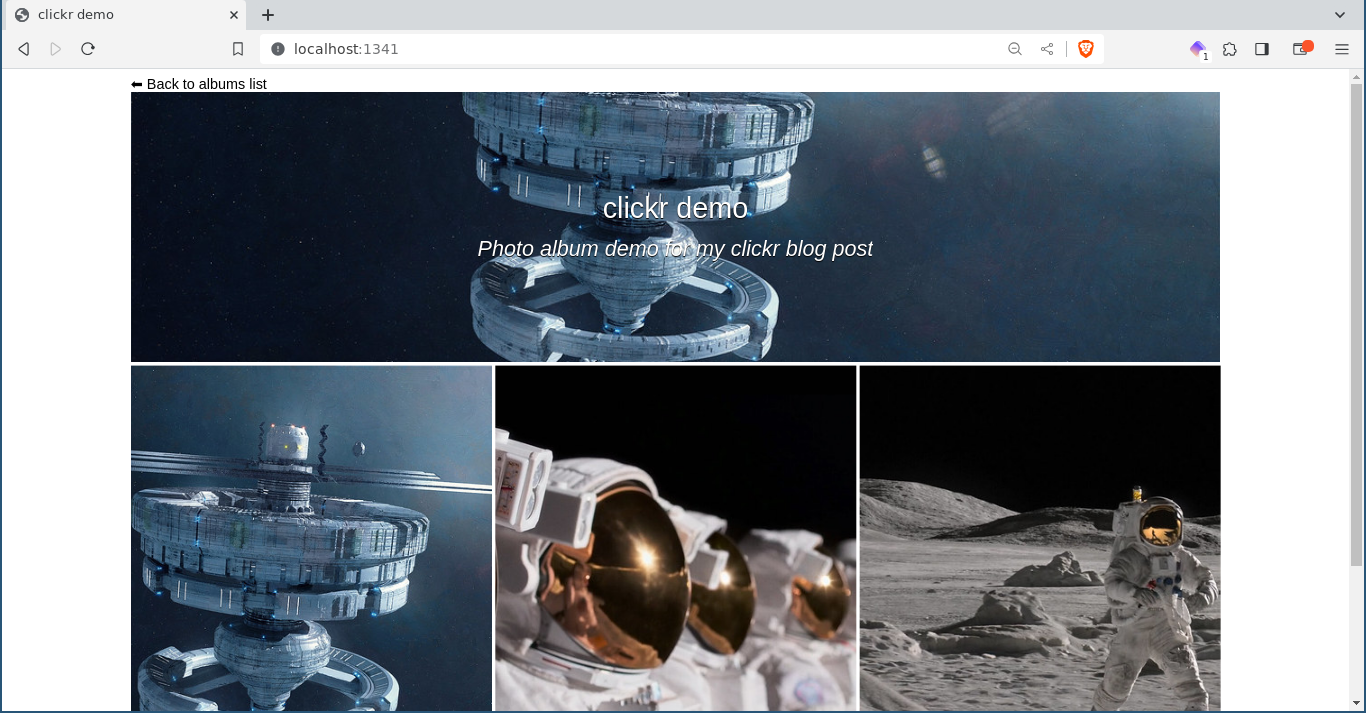 clickr demo
localhost:1341
1
⬅ Back to albums list
clickr demo
Photo album demo for my clickr blog post